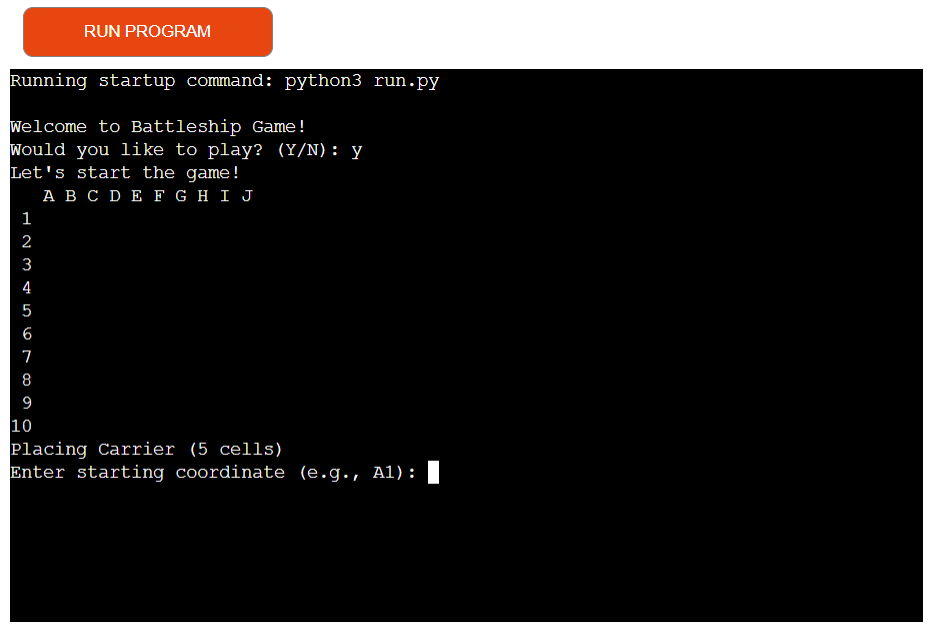 RUN PROGRAM
Running startup command: python3 run.py
Welcome to Battleship Game!
Would you like to play? (Y/N): y
Let's start the game!
A B C D E F G H I J
1
2
3
4
5
6
7
8
9
10
Placing Carrier (5 cells)
Enter starting coordinate (e.g., A1):